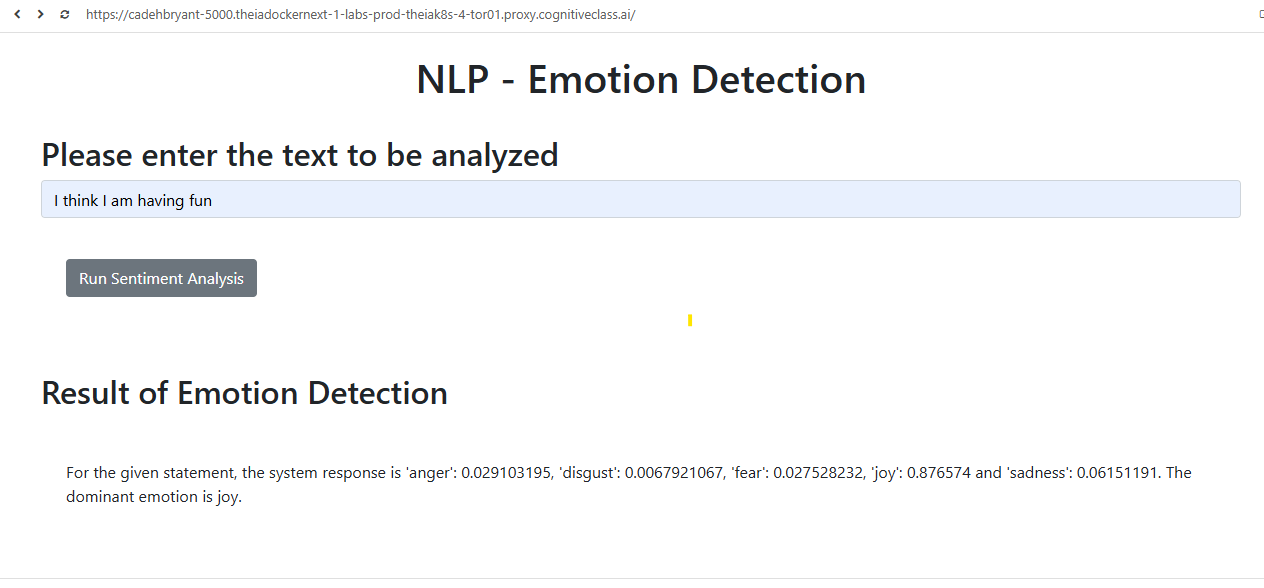 https://cadehbryant-5000.theiadockernext-1-labs-prod-theiak8s-4-tor01.proxy.cognitiveclass.ai/
NLP - Emotion Detection
Please enter the text to be analyzed
I think I am having fun
Run Sentiment Analysis
Result of Emotion Detection
For the given statement, the system response is 'anger': 0.029103195, 'disgust': 0.0067921067, 'fear': 0.027528232, 'joy': 0.876574 and 'sadness': 0.06151191. The
dominant emotion is joy.